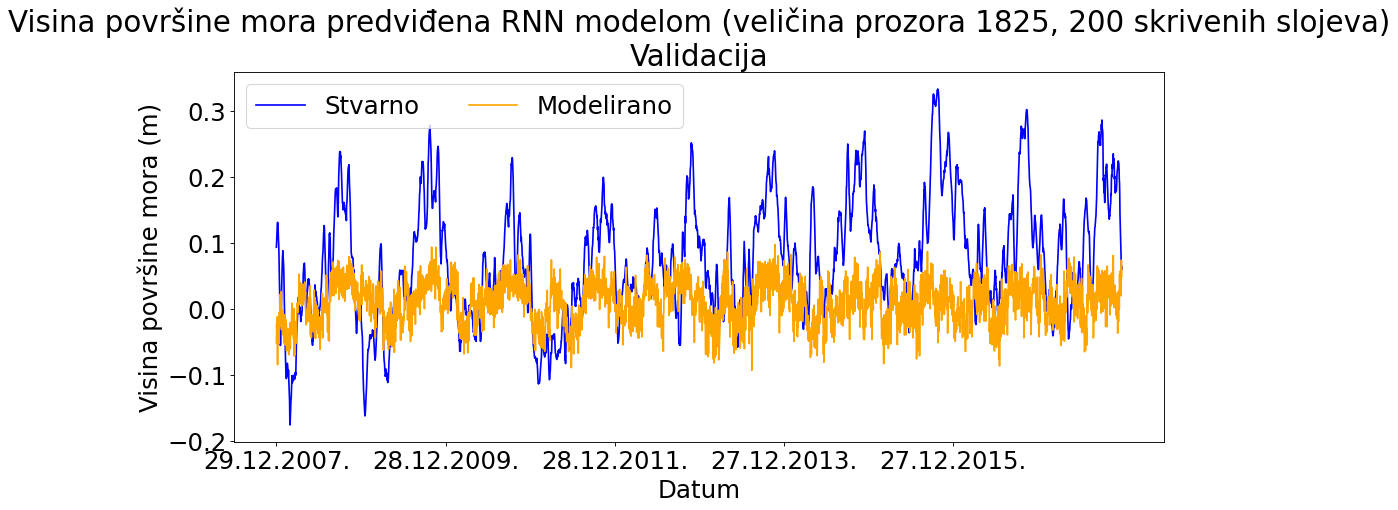 Visina površine mora predviđena RNN modelom (veličina prozora 1825, 200 skrivenih slojeva)
Validacija
Stvarno
Modelirano
Visina površine mora (m)
0.3
0.2
0.1
0.0
−0.1
−0.2
29.12.2007.
28.12.2009.
28.12.2011.
27.12.2013.
27.12.2015.
Datum